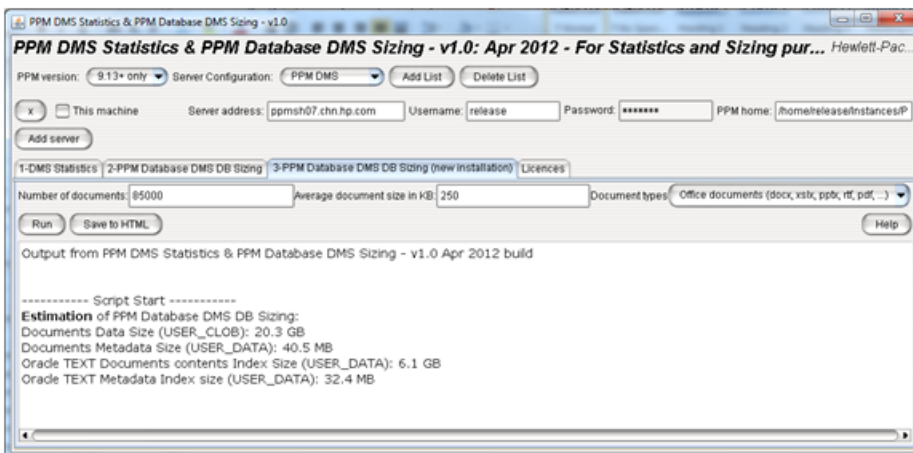 PPM DMS Statistics & PPM Database DMS Sizing - v1.0
PPM DMS Statistics & PPM Database DMS Sizing - v1.0: Apr 2012 - For Statistics and Sizing pur... Hewlett-Pac...
PPM version: 9.13+ only Server Configuration: PPM DMS Add List Delete List
x This machine Server address: ppmsh07.chn.hp.com Username: release Password: ******* PPM home: /home/release/instances/P
Add server
1-DMS Statistics 2-PPM Database DMS DB Sizing 3-PPM Database DMS DB Sizing (new installation) Licences
Number of documents: 85000 Average document size in KB: 250 Document types Office documents (docx, xslx, pptx, rtf, pdf, ...)
Run Save to HTML Help
Output from PPM DMS Statistics & PPM Database DMS Sizing - v1.0 Apr 2012 build
----------- Script Start -----------
Estimation of PPM Database DMS DB Sizing:
Documents Data Size (USER_CLOB): 20.3 GB
Documents Metadata Size (USER_DATA): 40.5 MB
Oracle TEXT Documents contents Index Size (USER_DATA): 6.1 GB
Oracle TEXT Metadata Index size (USER_DATA): 32.4 MB